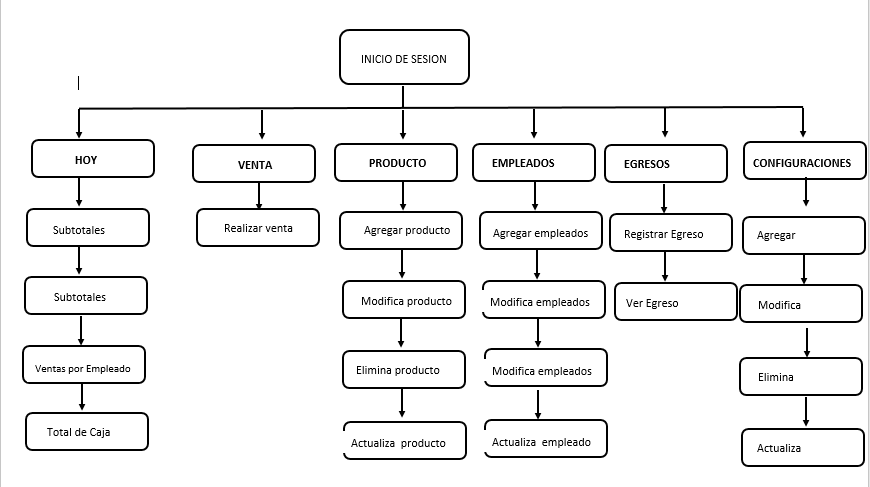 INICIO DE SESION
HOY
VENTA
PRODUCTO
EMPLEADOS
EGRESOS
CONFIGURACIONES
Subtotales
Realizar venta
Agregar producto
Agregar empleados
Registrar Egreso
Agregar
Subtotales
Modifica producto
Modifica empleados
Ver Egreso
Modifica
Ventas por Empleado
Elimina producto
Modifica empleados
Elimina
Total de Caja
Actualiza producto
Actualiza empleado
Actualiza